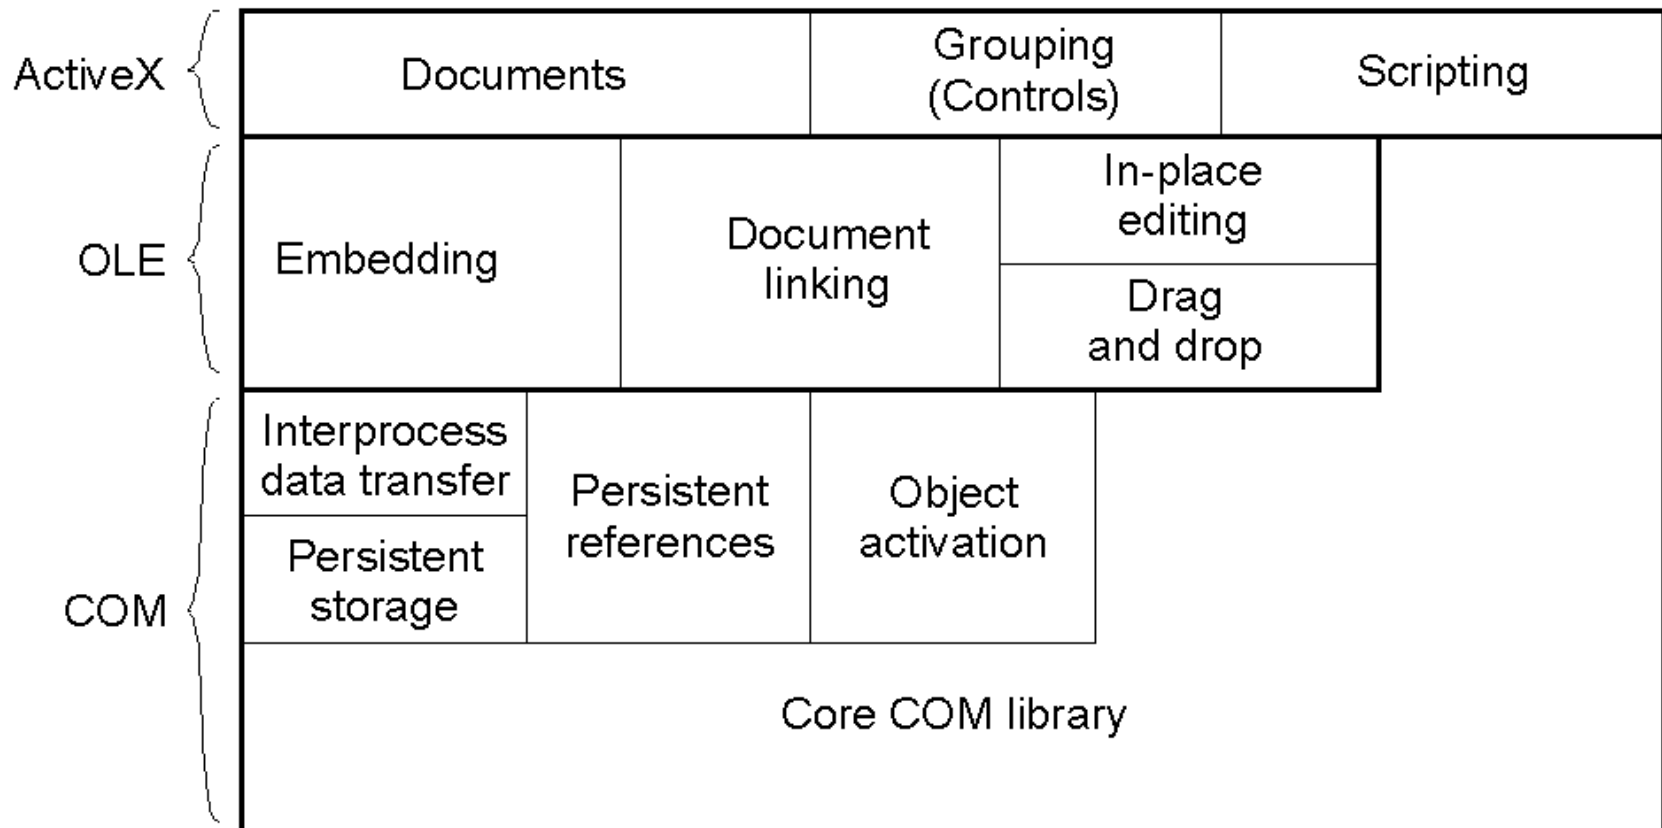 ActiveX
Documents
Grouping
(Controls)
Scripting
OLE
Embedding
Document
linking
In-place
editing
Drag
and drop
COM
Interprocess
data transfer
Persistent
storage
Persistent
references
Object
activation
Core COM library